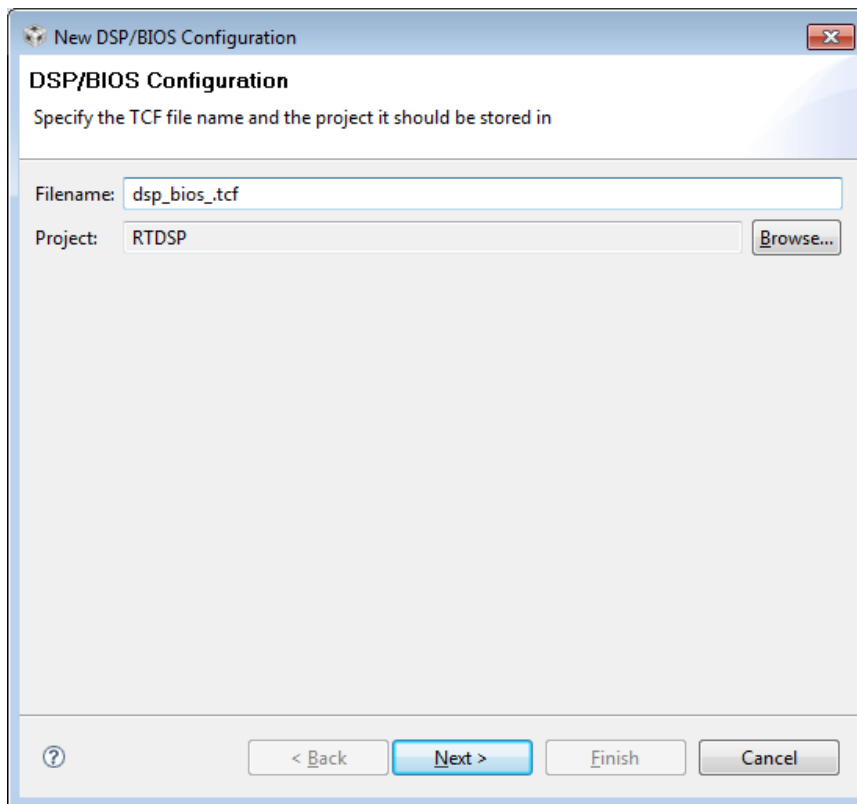 New DSP/BIOS Configuration
DSP/BIOS Configuration
Specify the TCF file name and the project it should be stored in
Filename: dsp_bios_.tcf
Project: RTDSP Browse...
? < Back Next > Finish Cancel